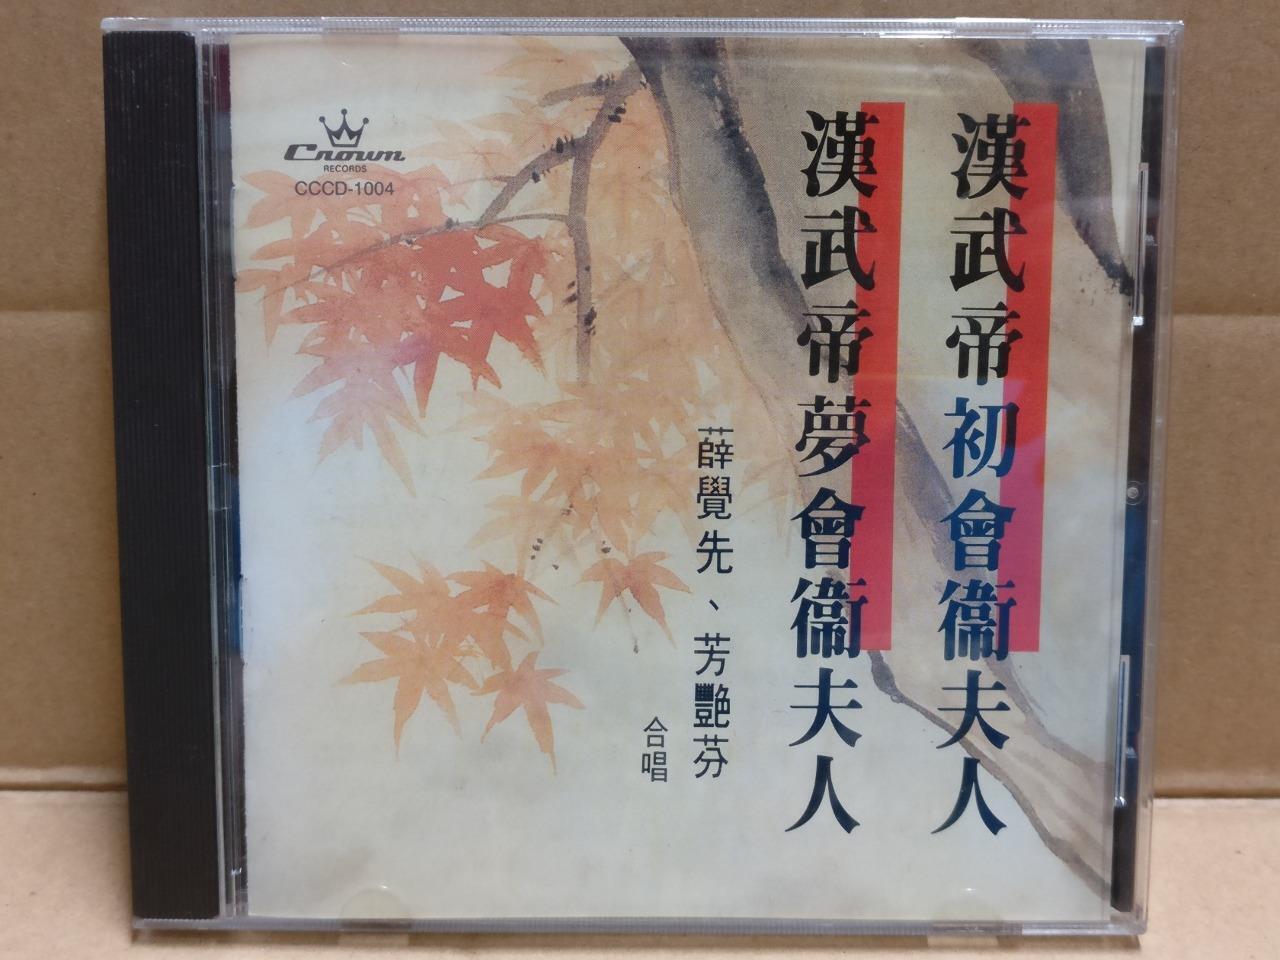 Crown
RECORDS
CCCD-1004
漢武帝初會衞夫人
漢武帝夢會衞夫人
薛覺先、芳艷芬
合唱